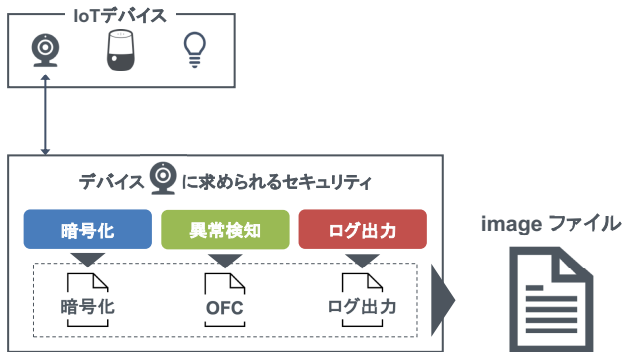 IoTデバイス
デバイス に求められるセキュリティ
暗号化
異常検知
ログ出力
image ファイル
暗号化
OFC
ログ出力